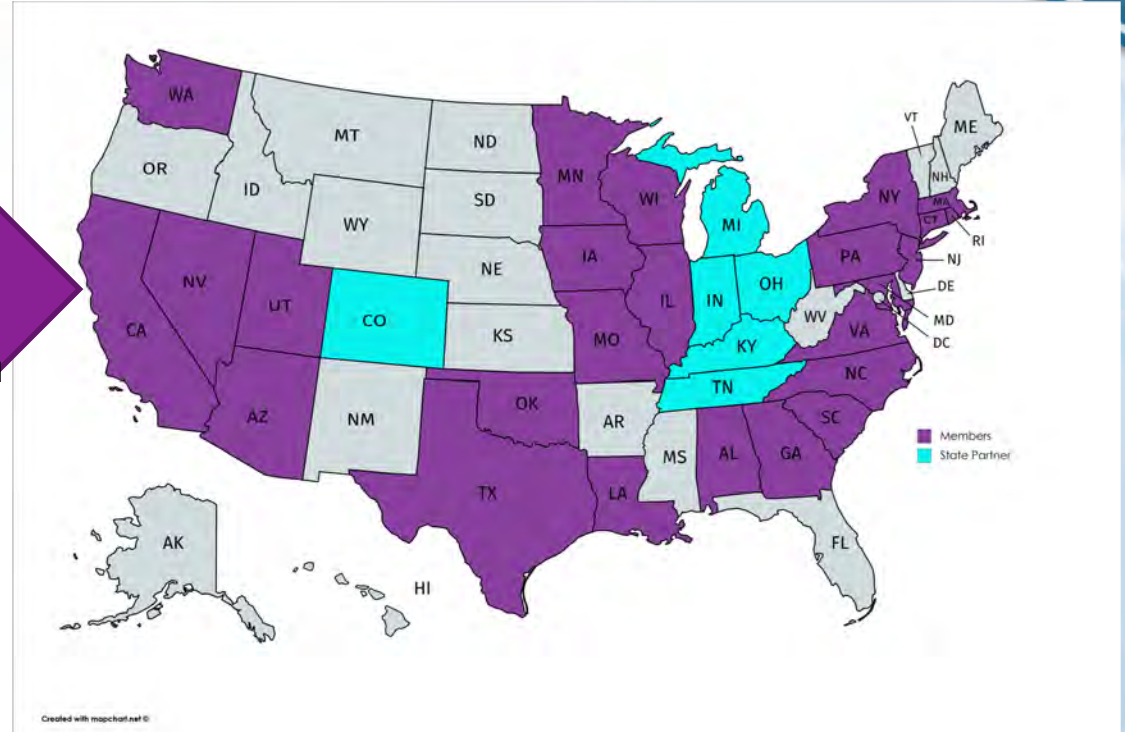 WA
MT
ND
MN
OR
ID
SD
WI
WY
MI
NE
IA
NY
VT
NH
ME
MA
CT
RI
NJ
PA
DE
MD
DC
NV
UT
CO
KS
MO
IL
IN
OH
WV
VA
KY
CA
AZ
NM
OK
AR
TN
NC
SC
TX
LA
MS
AL
GA
FL
AK
HI
Members
State Partner
Created with mapchart.net ©